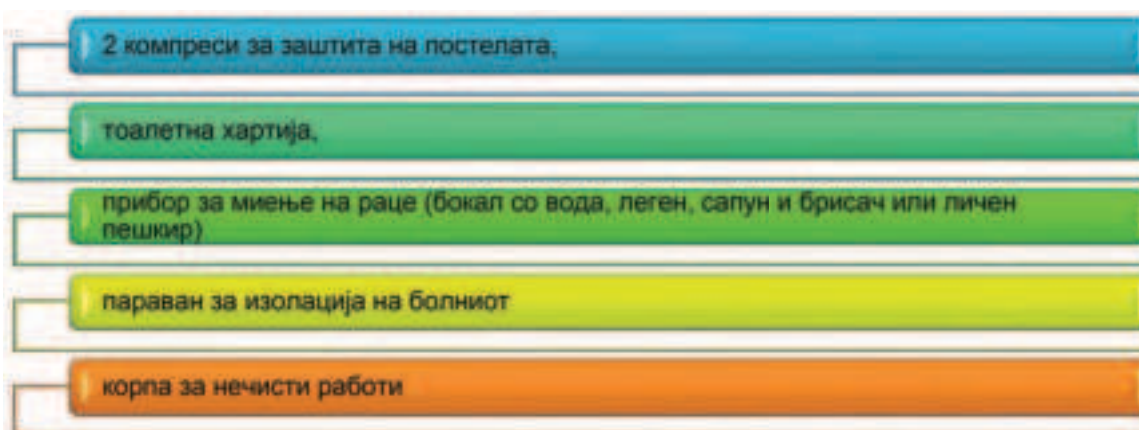 2 компреси за заштита на постелата,
тоалетна хартија,
прибор за миење на раце (бокал со вода, леген, сапун и брисач или личен
пешкир)
параван за изолација на болниот
корпа за нечисти работи